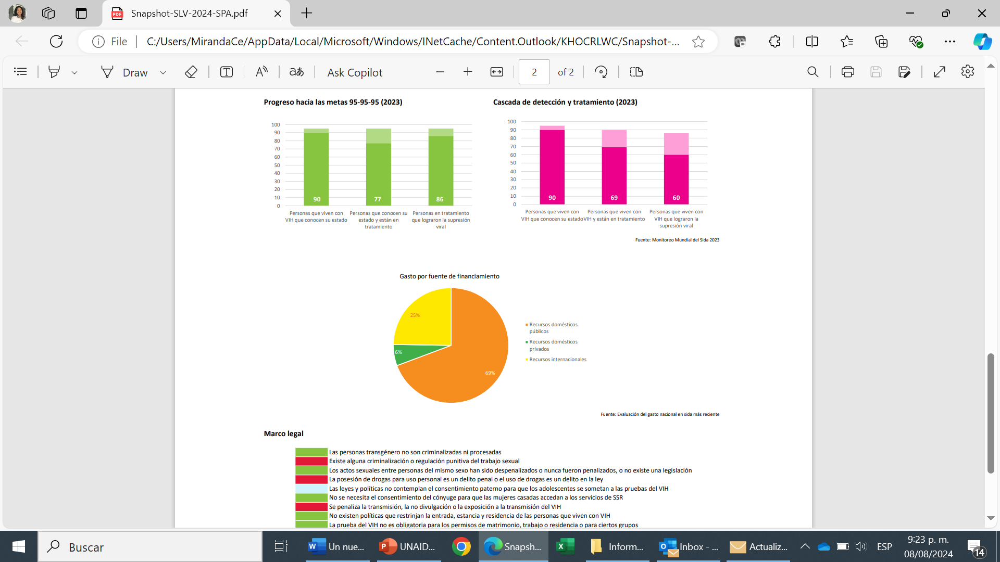 Snapshot-SLV-2024-SPA.pdf
File
C:/Users/MirandaCe/AppData/Local/Microsoft/Windows/INetCache/Content.Outlook/KHOCRLWC/Snapshot-...
Draw
Ask Copilot
2 of 2
Progreso hacia las metas 95-95-95 (2023)
100
90
80
70
60
50
40
30
20
10
0
90
77
86
Personas que viven con
VIH que conocen su estado
Personas que conocen su
estado y están en
tratamiento
Personas en tratamiento
que lograron la supresión
viral
Cascada de detección y tratamiento (2023)
100
90
80
70
60
50
40
30
20
10
0
90
69
60
Personas que viven con
VIH que conocen su estado
Personas que viven con
VIH y están en tratamiento
Personas que viven con
VIH que lograron la
supresión viral
Fuente: Monitoreo Mundial del Sida 2023
Gasto por fuente de financiamiento
25%
6%
69%
Recursos domésticos
públicos
Recursos domésticos
privados
Recursos internacionales
Fuente: Evaluación del gasto nacional en sida más reciente
Marco legal
Las personas transgénero no son criminalizadas ni procesadas
Existe alguna criminalización o regulación punitiva del trabajo sexual
Los actos sexuales entre personas del mismo sexo han sido despenalizados o nunca fueron penalizados, o no existe una legislación
La posesión de drogas para uso personal es un delito penal o el uso de drogas es un delito en la ley
Las leyes y políticas no contemplan el consentimiento paterno para que los adolescentes se sometan a las pruebas del VIH
No se necesita el consentimiento del cónyuge para que las mujeres casadas accedan a los servicios de SSR
Se penaliza la transmisión, la no divulgación o la exposición a la transmisión del VIH
No existen políticas que restrinjan la entrada, estancia y residencia de las personas que viven con VIH
La prueba del VIH no es obligatoria para los permisos de matrimonio, trabajo o residencia o para ciertos grupos
Buscar
Un nue...
UNAID...
Snapsh...
Inform...
Inbox - ...
Actualiz...
ESP
9:23 p. m.
08/08/2024
14